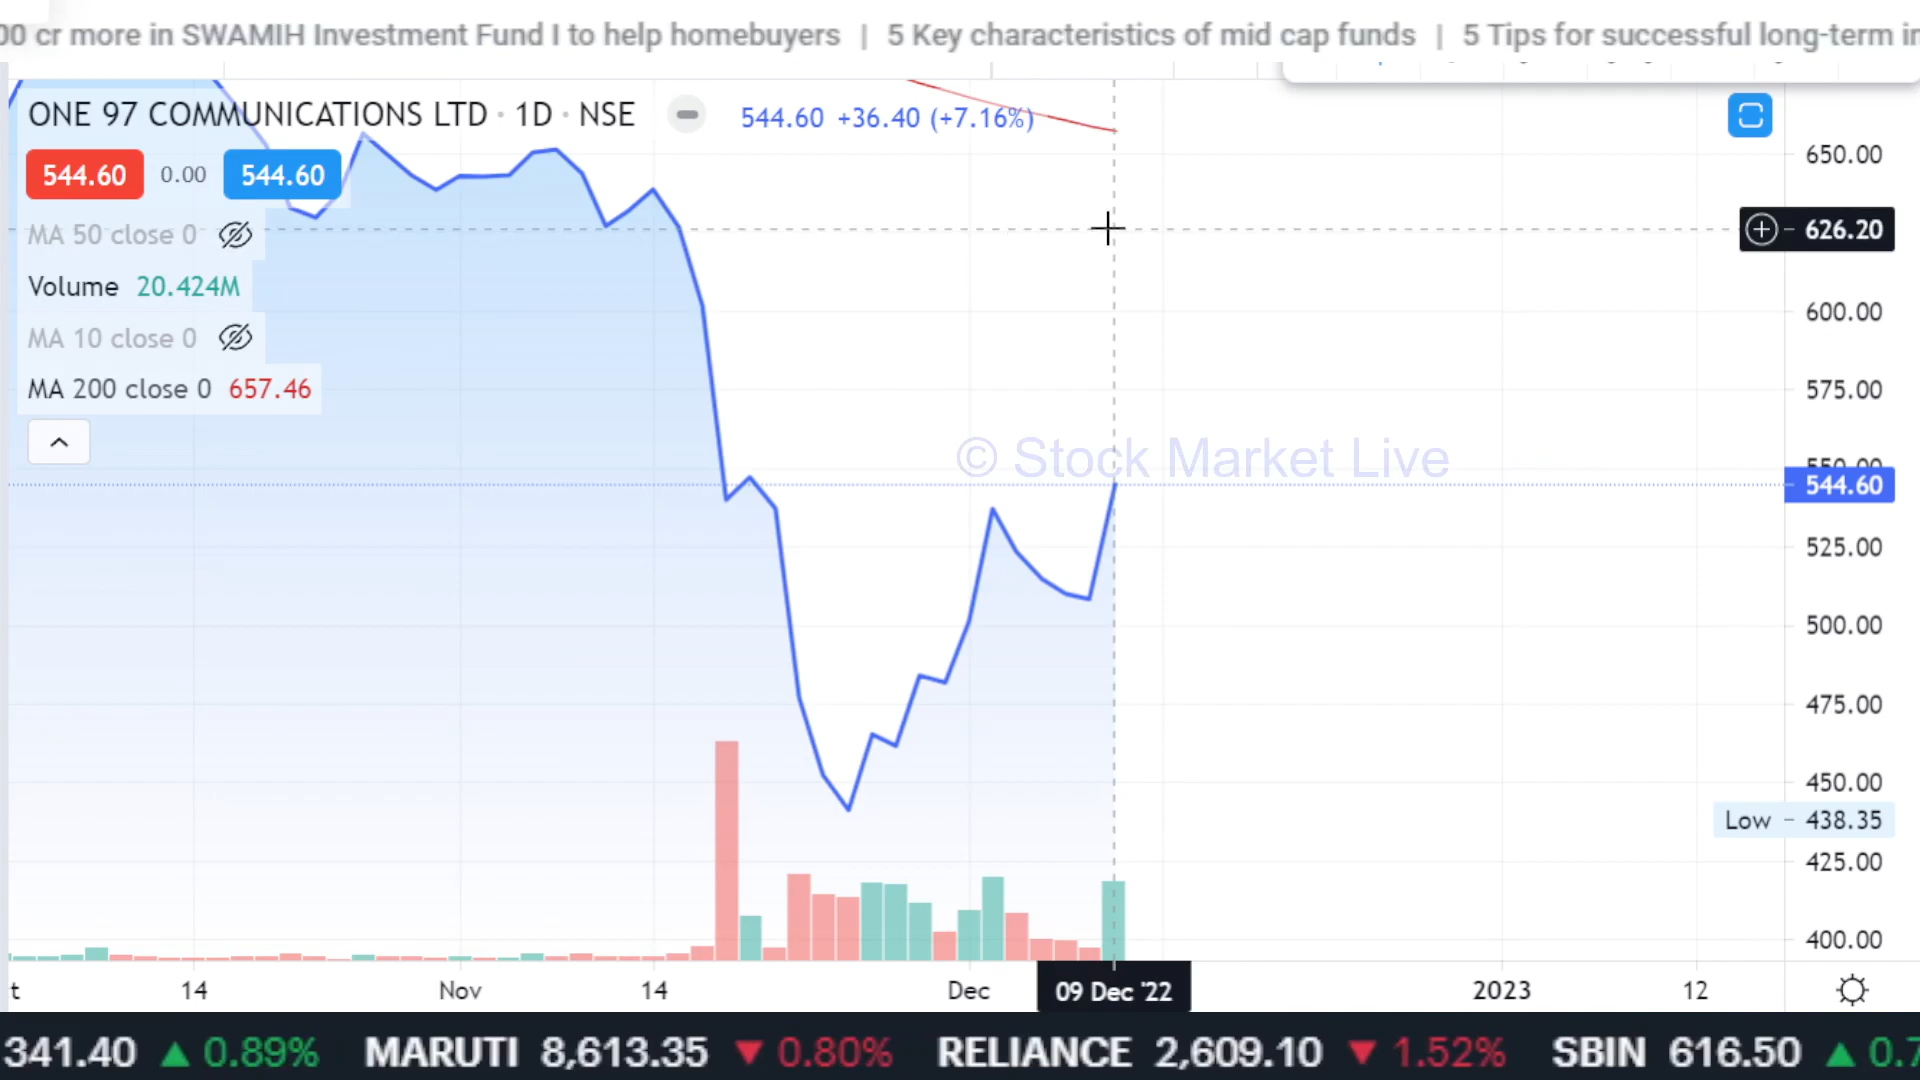 00 cr more in SWAMIH Investment Fund I to help homebuyers | 5 Key characteristics of mid cap funds | 5 Tips for successful long-term in
ONE 97 COMMUNICATIONS LTD · 1D · NSE 544.60 +36.40 (+7.16%)
544.60 0.00 544.60
MA 50 close 0
Volume 20.424M
MA 10 close 0
MA 200 close 0 657.46
© Stock Market Live
650.00
626.20
600.00
575.00
550.00
544.60
525.00
500.00
475.00
450.00
Low 438.35
425.00
400.00
t 14 Nov 14 Dec 09 Dec '22 2023 12
341.40 ▲ 0.89% MARUTI 8,613.35 ▼ 0.80% RELIANCE 2,609.10 ▼ 1.52% SBIN 616.50 ▲ 0.7